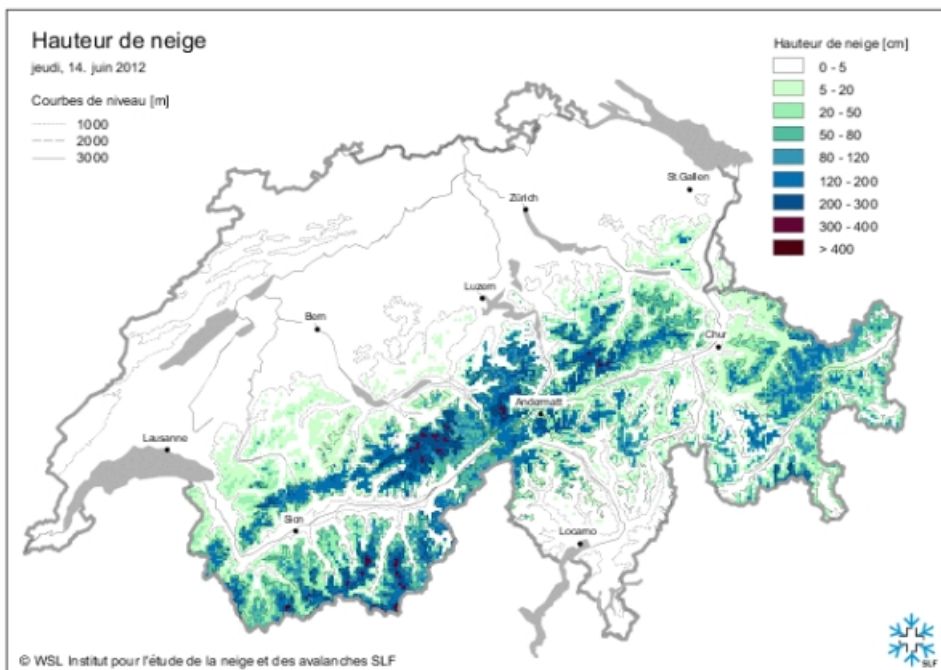 Hauteur de neige
jeudi, 14. juin 2012
Courbes de niveau [m]
1000
2000
3000
Hauteur de neige [cm]
0 - 5
5 - 20
20 - 50
50 - 80
80 - 120
120 - 200
200 - 300
300 - 400
> 400
St.Gallen
Zürich
Luzern
Bern
Chur
Andermatt
Lausanne
Sion
Locarno
© WSL Institut pour l'étude de la neige et des avalanches SLF
SLF